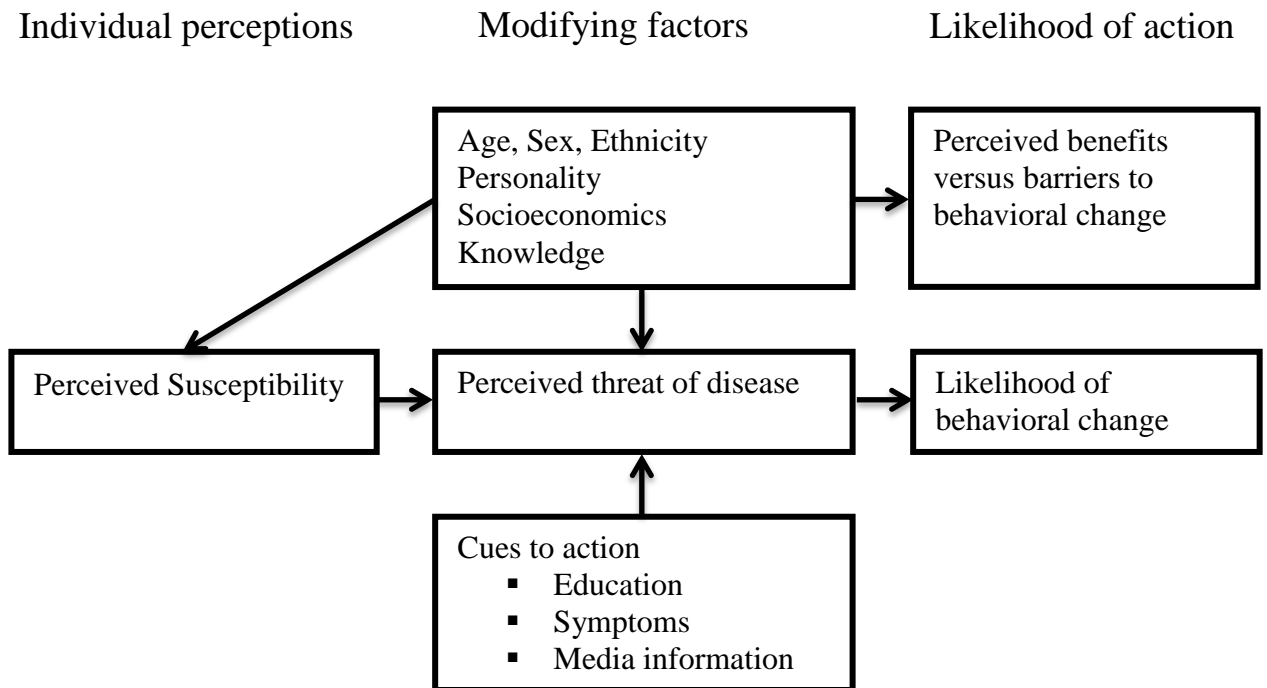 Individual perceptions
Modifying factors
Likelihood of action
Age, Sex, Ethnicity
Personality
Socioeconomics
Knowledge
Perceived benefits
versus barriers to
behavioral change
Perceived Susceptibility
Perceived threat of disease
Likelihood of
behavioral change
Cues to action
▪ Education
▪ Symptoms
▪ Media information